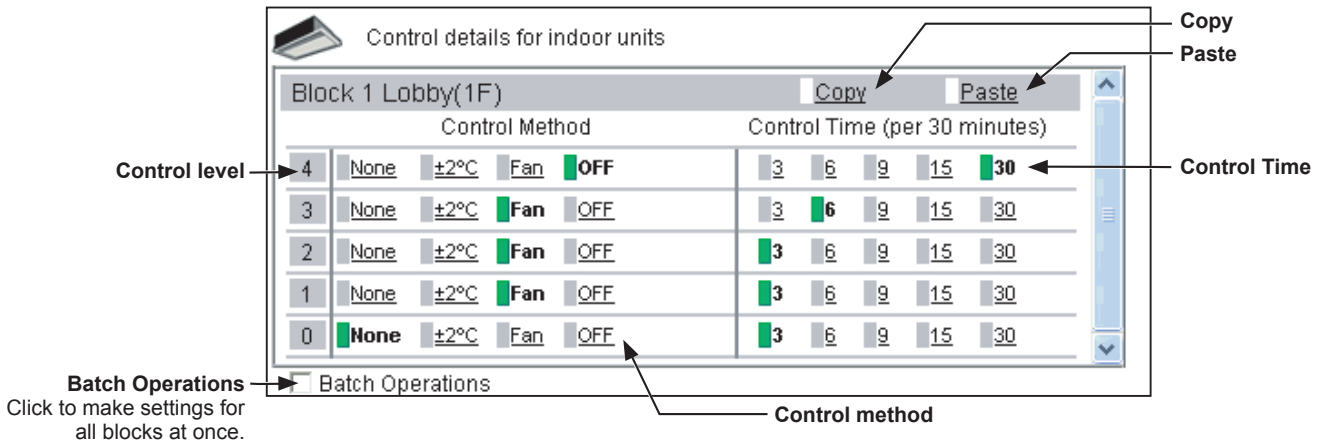 Control details for indoor units
Copy
Paste
Block 1 Lobby(1F) Copy Paste
Control Method Control Time (per 30 minutes)
Control level
4 None ±2°C Fan OFF 3 6 9 15 30
Control Time
3 None ±2°C Fan OFF 3 6 9 15 30
2 None ±2°C Fan OFF 3 6 9 15 30
1 None ±2°C Fan OFF 3 6 9 15 30
0 None ±2°C Fan OFF 3 6 9 15 30
Batch Operations
Click to make settings for
all blocks at once.
Batch Operations
Control method